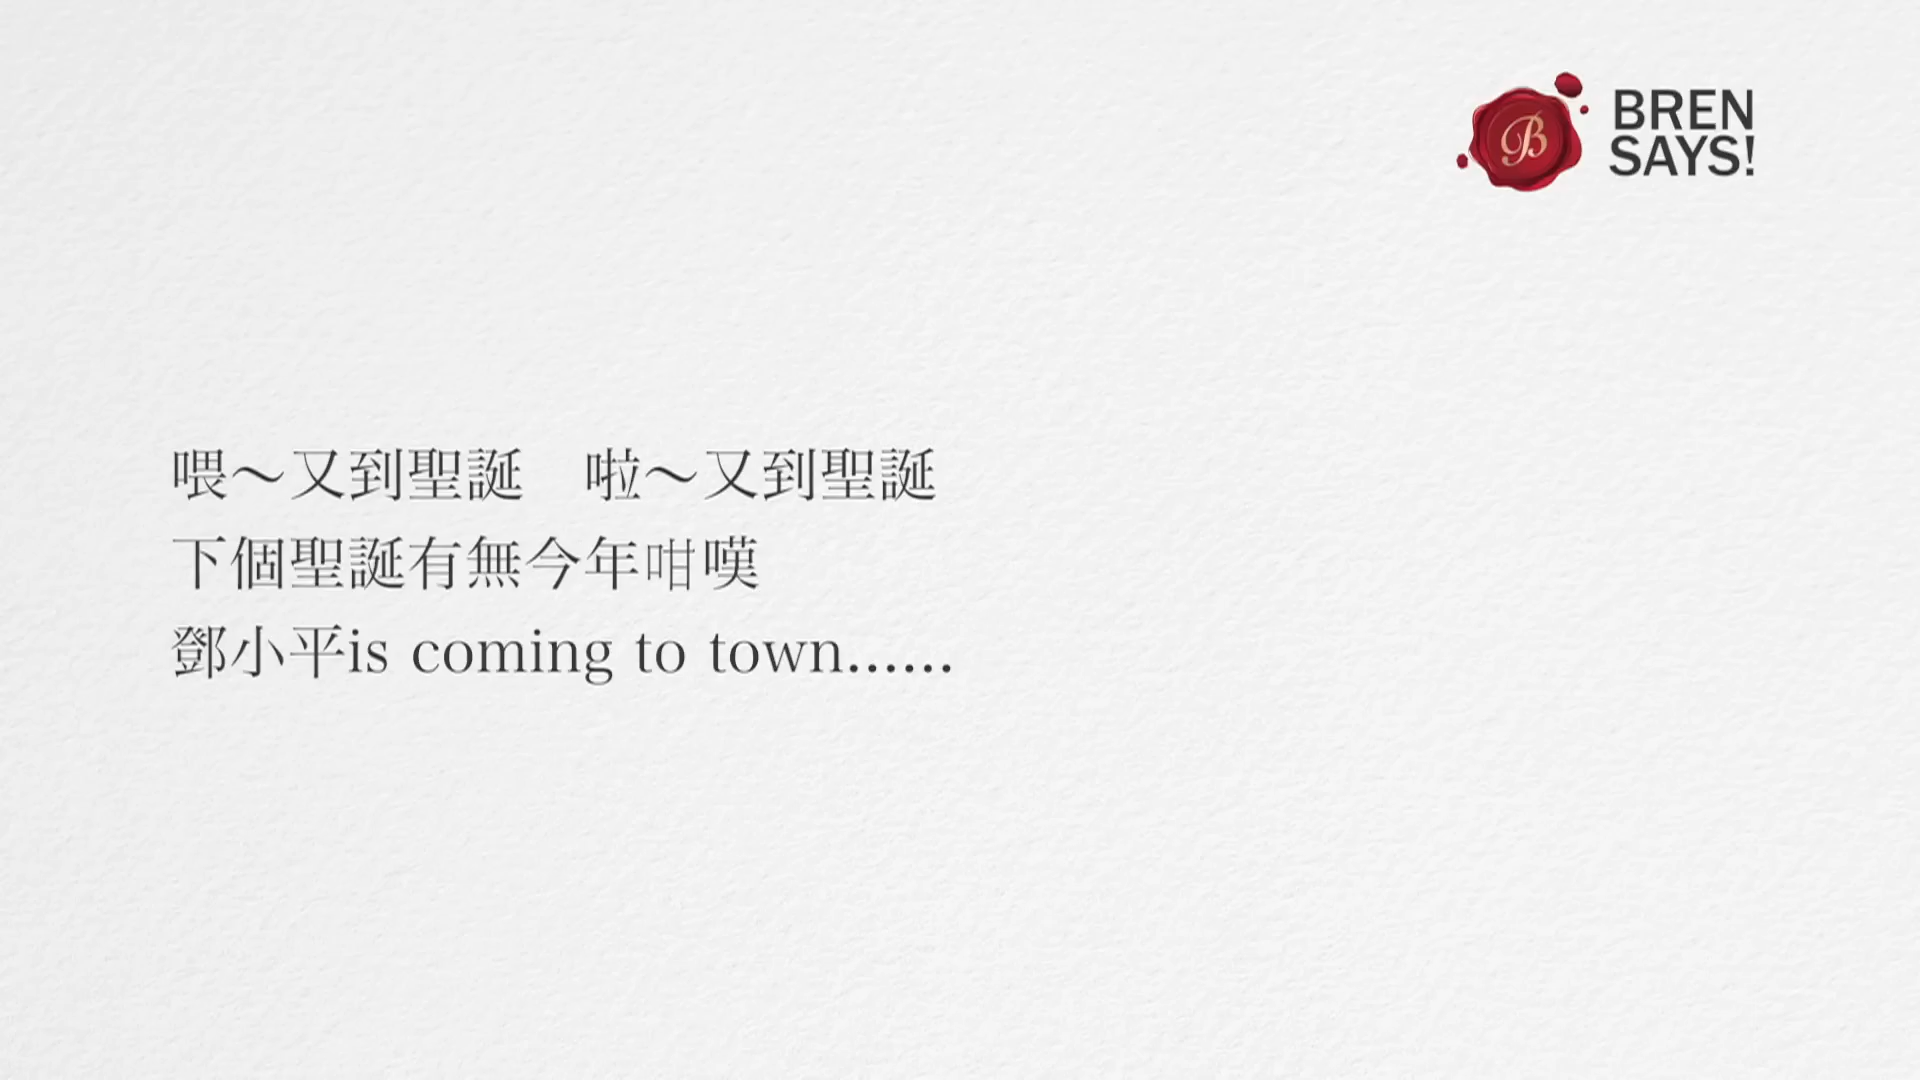 B
BREN
SAYS!
喂～又到聖誕　啦～又到聖誕
下個聖誕有無今年咁嘆
鄧小平is coming to town……